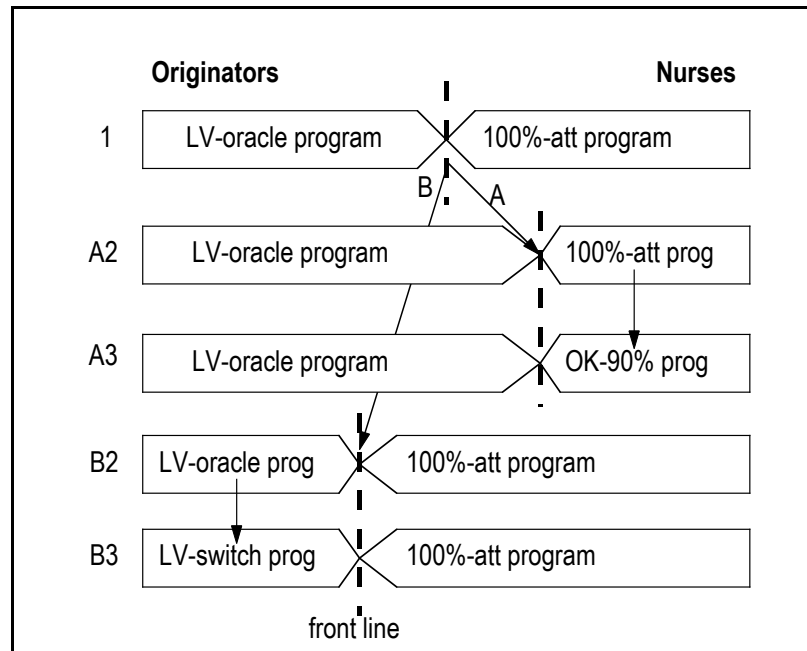 Originators Nurses
1 LV-oracle program 100%-att program
B A
A2 LV-oracle program 100%-att prog
A3 LV-oracle program OK-90% prog
B2 LV-oracle prog 100%-att program
B3 LV-switch prog 100%-att program
front line